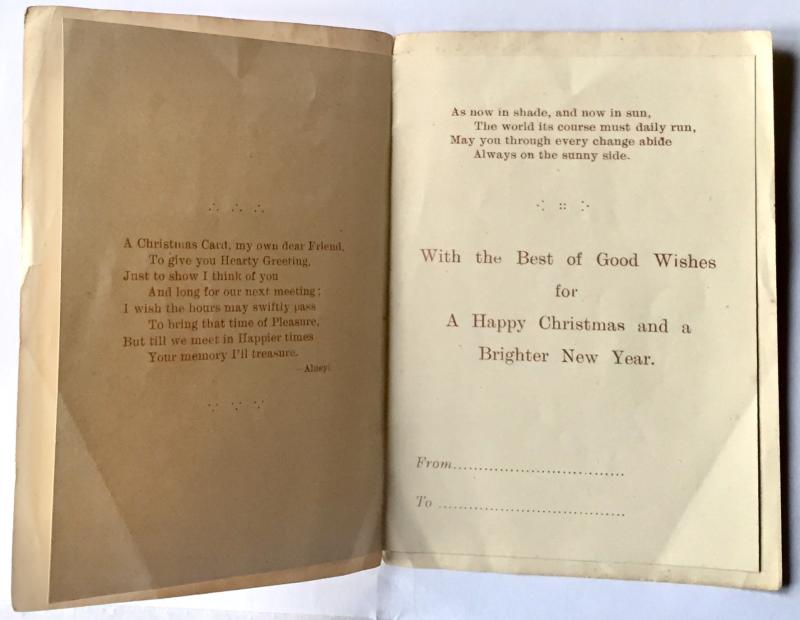 A Christmas Card, my own dear Friend,
To give you Hearty Greeting,
Just to show I think of you
And long for our next meeting;
I wish the hours may swiftly pass
To bring that time of Pleasure,
But till we meet in Happier times
Your memory I'll treasure.
As now in shade, and now in sun,
The world its course must daily run,
May you through every change abide
Always on the sunny side.
With the Best of Good Wishes
for
A Happy Christmas and a
Brighter New Year.
From
To